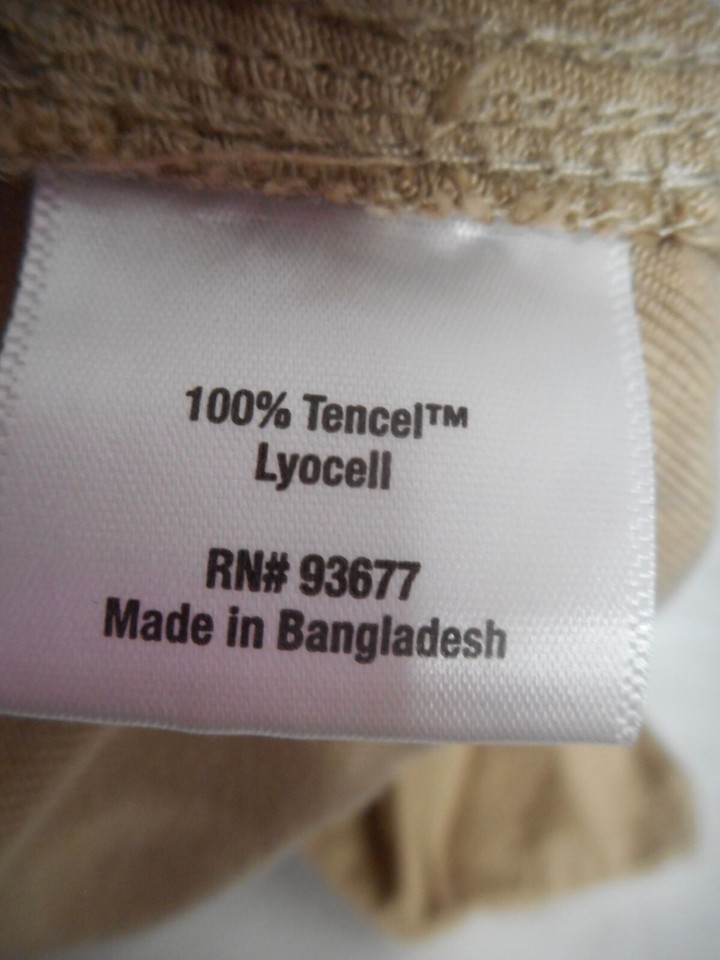 100% Tencel™
Lyocell
RN# 93677
Made in Bangladesh